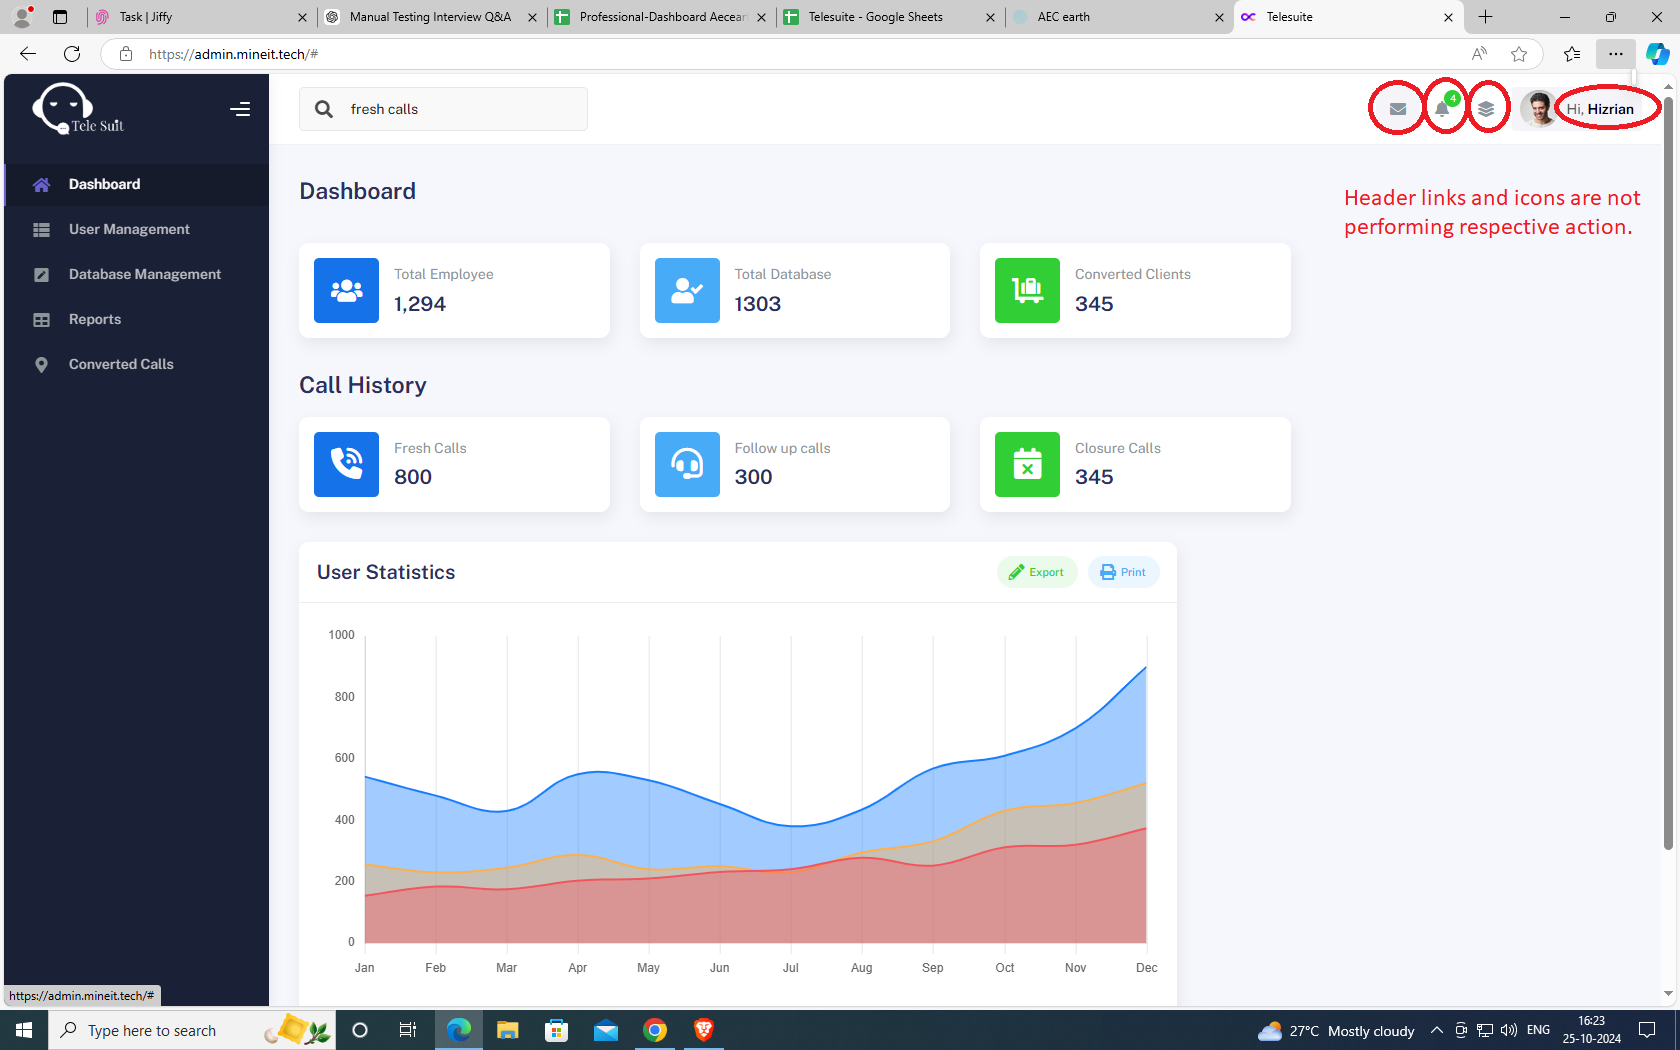 Task | Jiffy
Manual Testing Interview Q&A
Professional-Dashboard Aecear
Telesuite - Google Sheets
AEC earth
Telesuite
https://admin.mineit.tech/#
Tele Suit
fresh calls
4
Hi, Hizrian
Dashboard
User Management
Database Management
Reports
Converted Calls
Dashboard
Header links and icons are not
performing respective action.
Total Employee
1,294
Total Database
1303
Converted Clients
345
Call History
Fresh Calls
800
Follow up calls
300
Closure Calls
345
User Statistics
Export
Print
1000
800
600
400
200
0
Jan Feb Mar Apr May Jun Jul Aug Sep Oct Nov Dec
https://admin.mineit.tech/#
Type here to search
27°C Mostly cloudy
ENG
16:23
25-10-2024